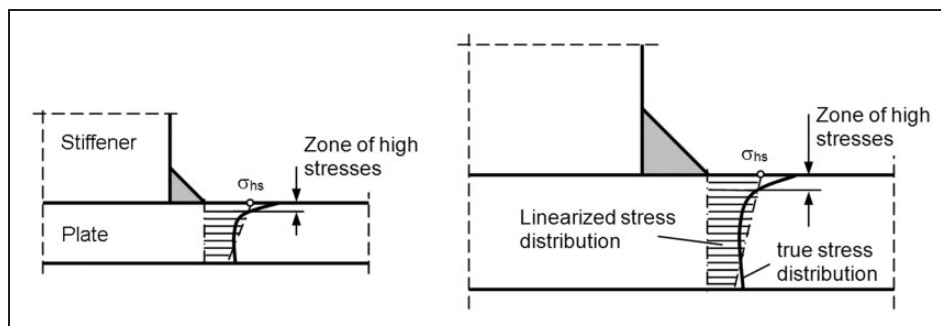 Stiffener
Zone of high
stresses
σhs
Plate
Zone of high
stresses
σhs
Linearized stress
distribution
true stress
distribution